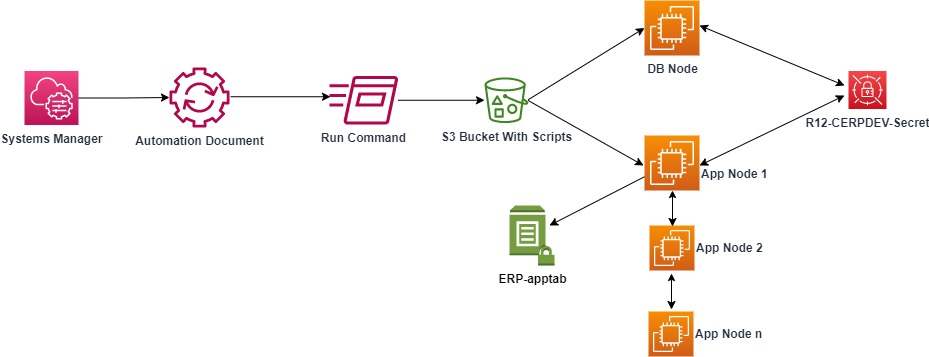 DB Node
Systems Manager
Automation Document
Run Command
S3 Bucket With Scripts
R12-CERPDEV-Secret
App Node 1
App Node 2
ERP-apptab
App Node n